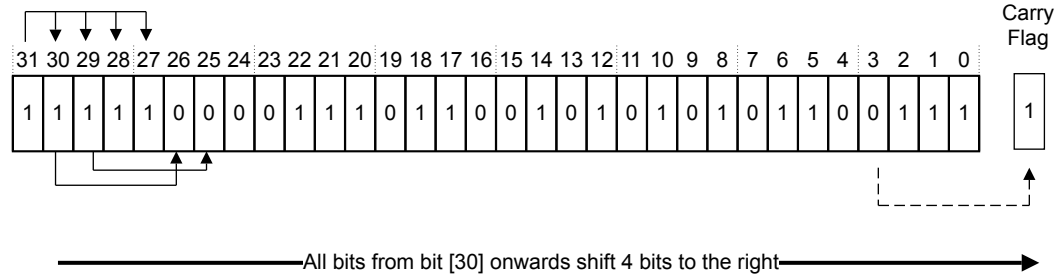 Carry
Flag
31 30 29 28 27 26 25 24 23 22 21 20 19 18 17 16 15 14 13 12 11 10 9 8 7 6 5 4 3 2 1 0
1 1 1 1 1 0 0 0 0 1 1 1 0 1 1 0 0 1 0 1 0 1 0 1 0 1 1 0 0 1 1 1 1
All bits from bit [30] onwards shift 4 bits to the right